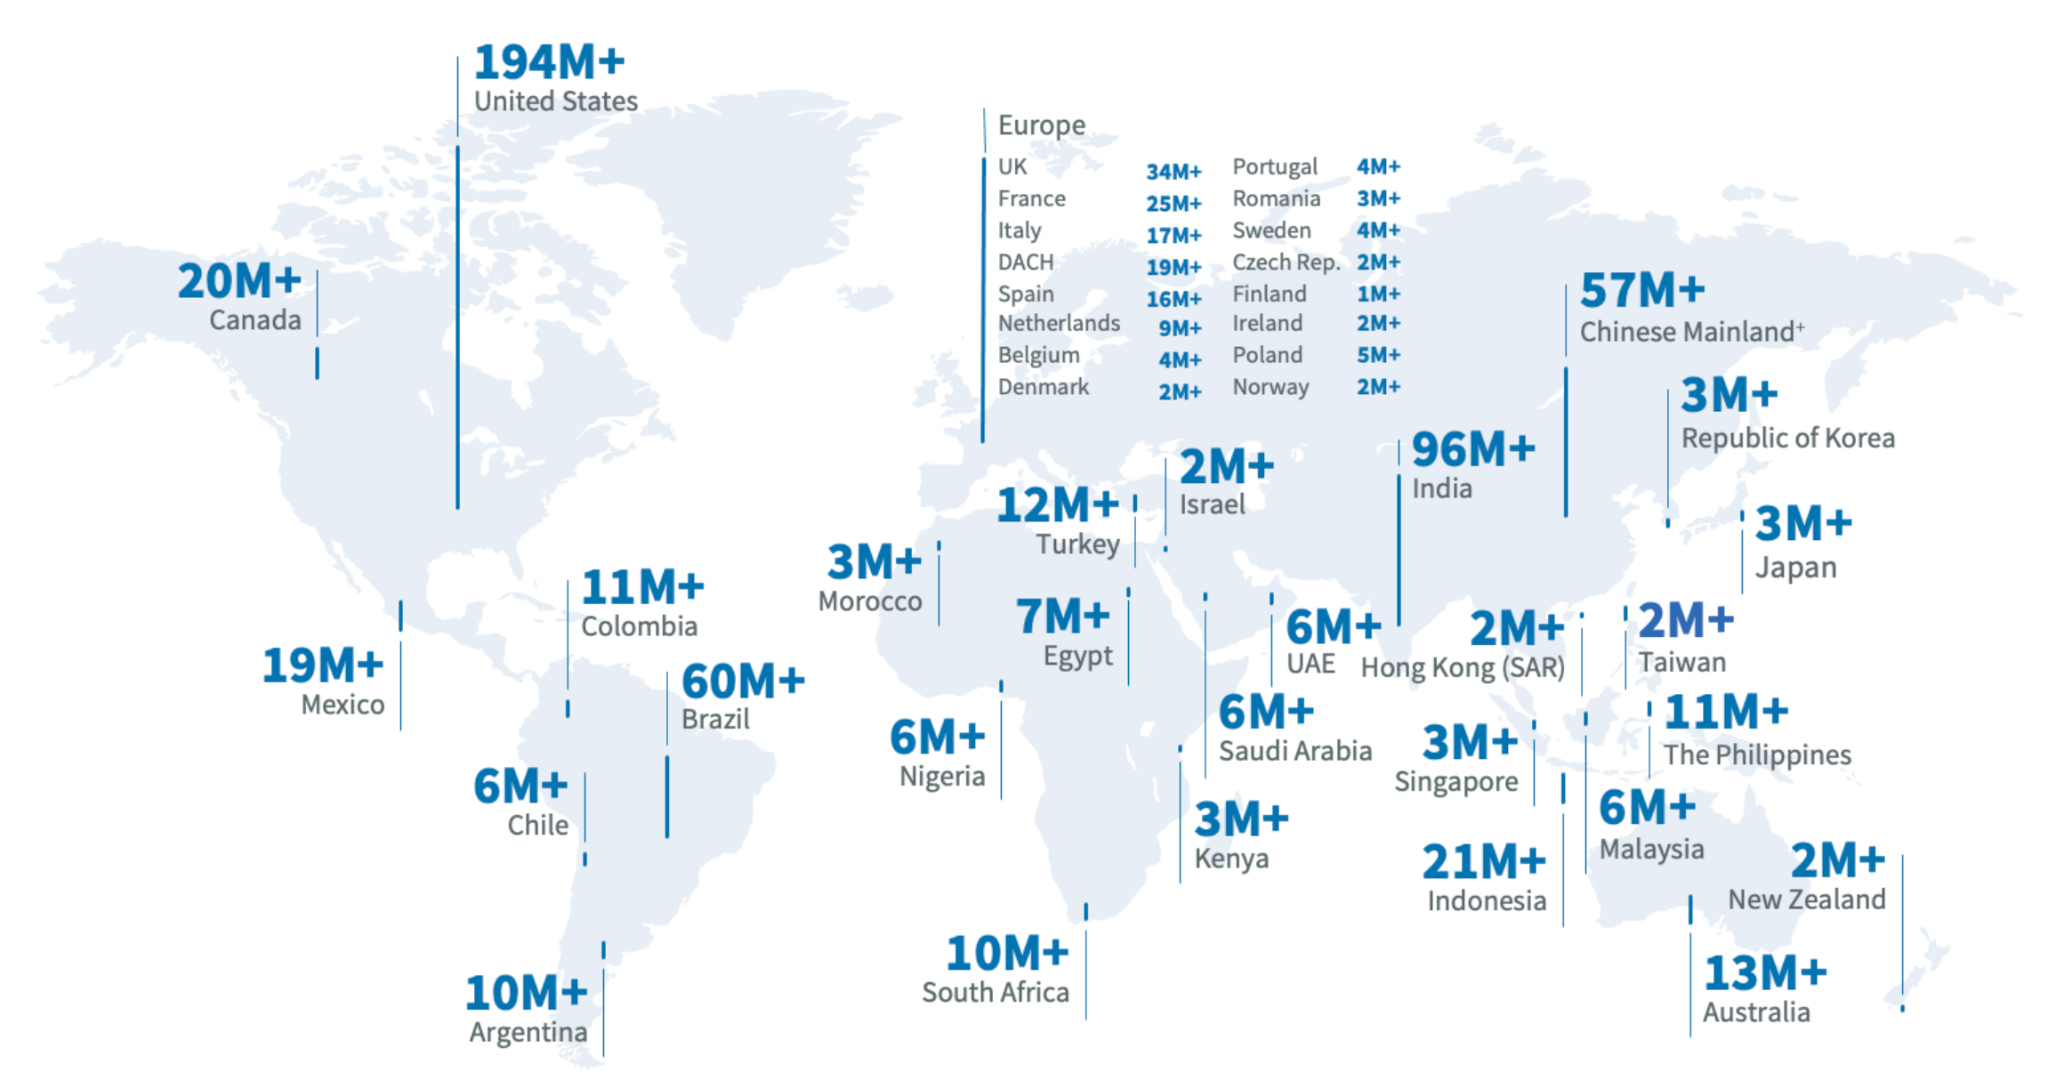 194M+
United States
20M+
Canada
Europe
UK 34M+ Portugal 4M+
France 25M+ Romania 3M+
Italy 17M+ Sweden 4M+
DACH 19M+ Czech Rep. 2M+
Spain 16M+ Finland 1M+
Netherlands 9M+ Ireland 2M+
Belgium 4M+ Poland 5M+
Denmark 2M+ Norway 2M+
57M+
Chinese Mainland+
3M+
Republic of Korea
96M+
India
2M+
Israel
12M+
Turkey
3M+
Japan
3M+
Morocco
11M+
Colombia
7M+
Egypt
6M+
UAE
2M+
Hong Kong (SAR)
2M+
Taiwan
19M+
Mexico
60M+
Brazil
6M+
Nigeria
6M+
Saudi Arabia
3M+
Singapore
11M+
The Philippines
6M+
Chile
3M+
Kenya
6M+
Malaysia
21M+
Indonesia
2M+
New Zealand
10M+
South Africa
10M+
Argentina
13M+
Australia